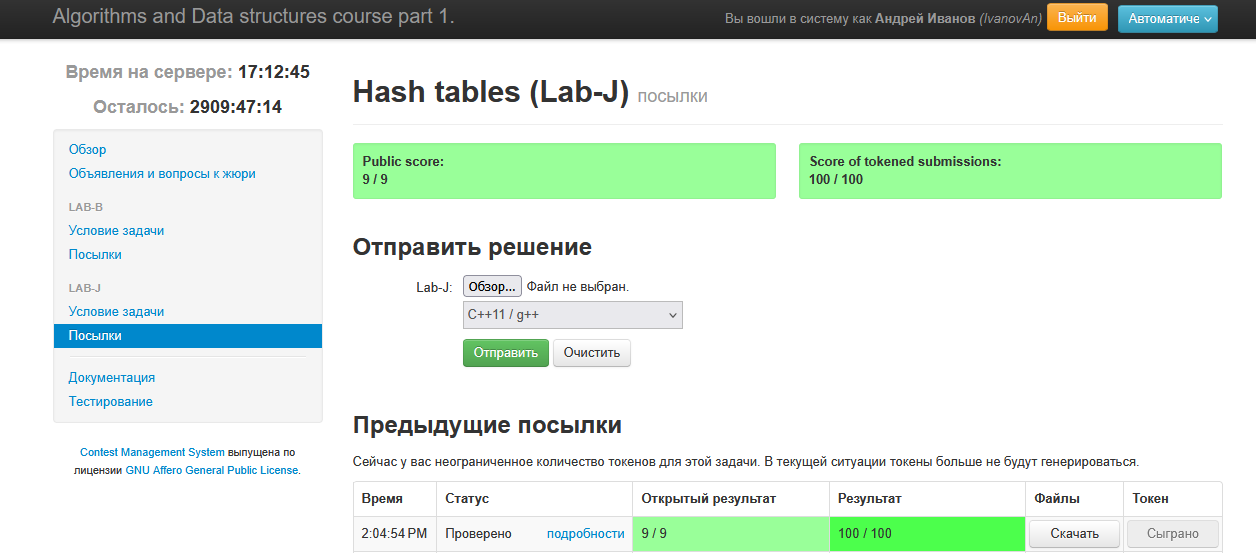 Algorithms and Data structures course part 1.
Вы вошли в систему как Андрей Иванов (IvanovAn) Выйти Автоматиче
Время на сервере: 17:12:45
Осталось: 2909:47:14
Обзор
Объявления и вопросы к жюри
LAB-B
Условие задачи
Посылки
LAB-J
Условие задачи
Посылки
Документация
Тестирование
Contest Management System выпущена по
лицензии GNU Affero General Public License.
Hash tables (Lab-J) посылки
Public score:
9 / 9
Score of tokened submissions:
100 / 100
Отправить решение
Lab-J: Обзор... Файл не выбран.
C++11 / g++
Отправить Очистить
Предыдущие посылки
Сейчас у вас неограниченное количество токенов для этой задачи. В текущей ситуации токены больше не будут генерироваться.
Время Статус Открытый результат Результат Файлы Токен
2:04:54 PM Проверено подробности 9 / 9 100 / 100 Скачать Сыграно